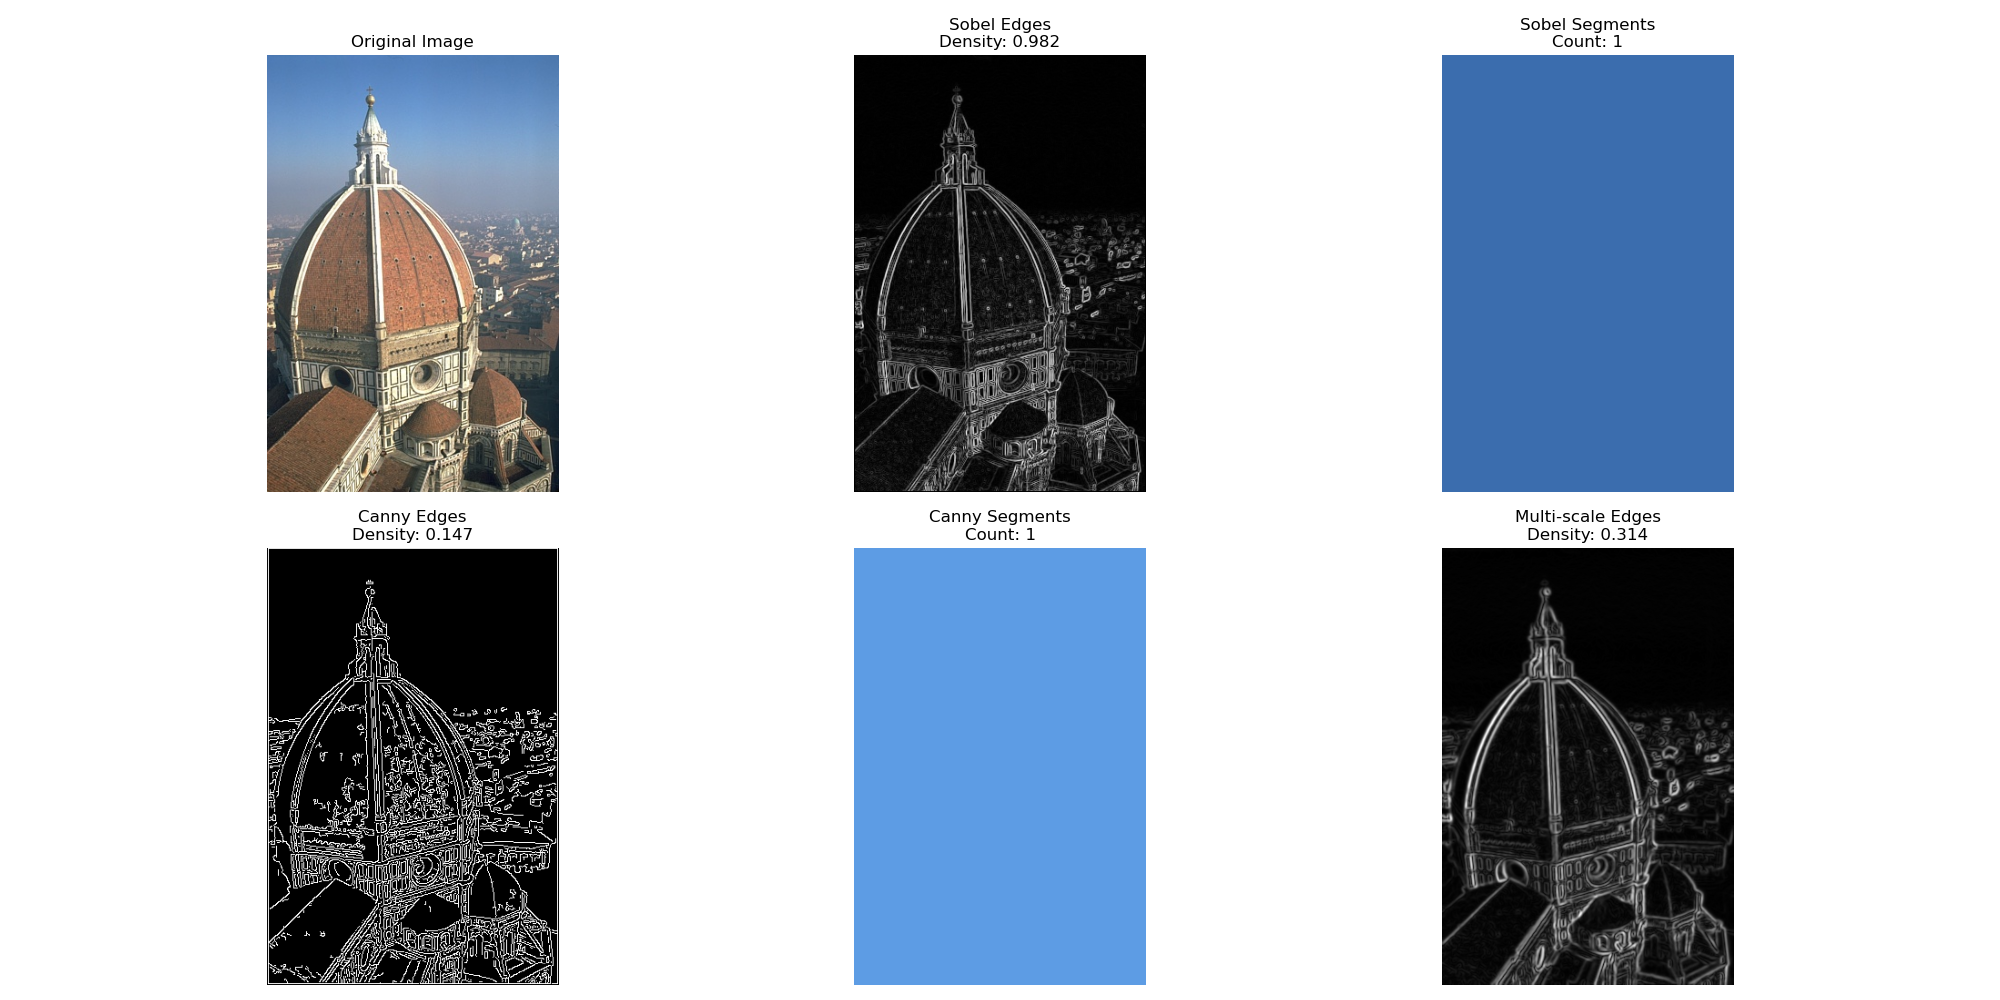 Original Image
Sobel Edges
Density: 0.982
Sobel Segments
Count: 1
Canny Edges
Density: 0.147
Canny Segments
Count: 1
Multi-scale Edges
Density: 0.314